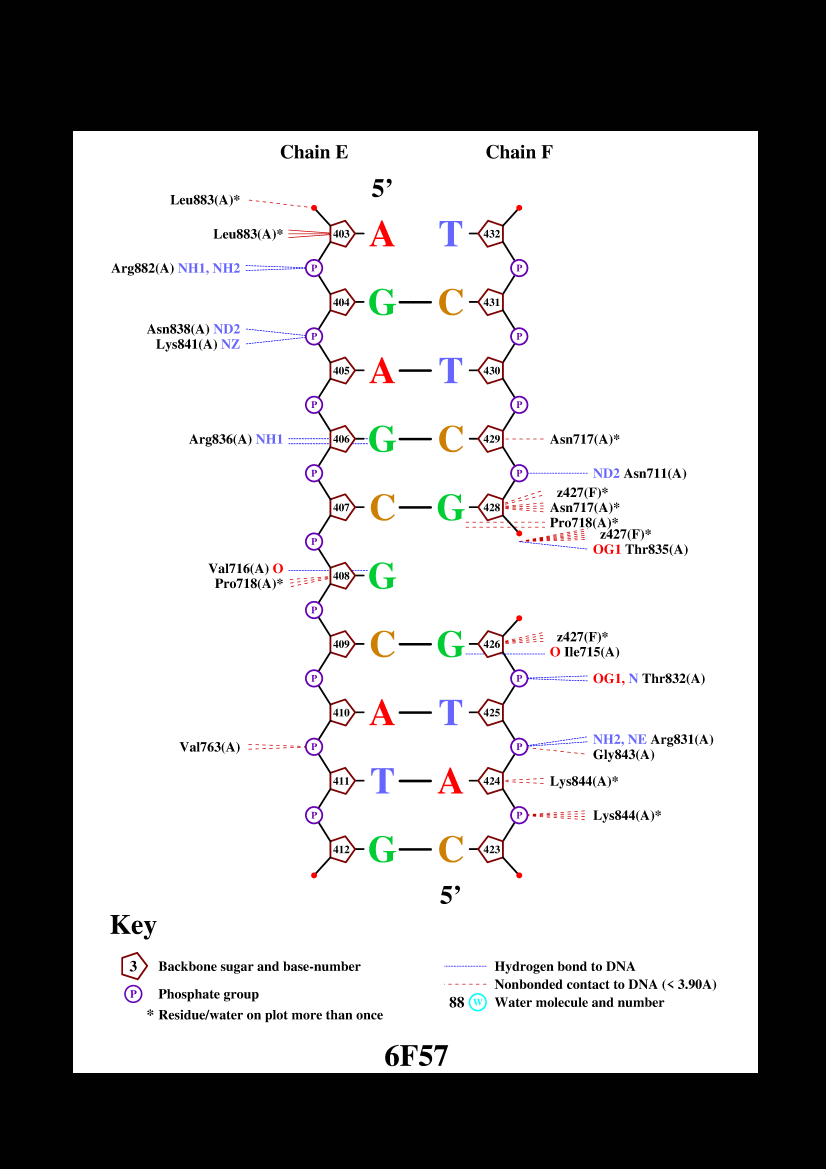 Chain E Chain F
5’
Leu883(A)*
Leu883(A)* 403 A T 432
Arg882(A) NH1, NH2 P P
404 G C 431
Asn838(A) ND2 P P
Lys841(A) NZ
405 A T 430
P P
Arg836(A) NH1 406 G C 429 Asn717(A)*
P P ND2 Asn711(A)
z427(F)*
407 C G 428 Asn717(A)*
Pro718(A)*
z427(F)*
P OG1 Thr835(A)
Val716(A) O 408 G
Pro718(A)*
P
z427(F)*
409 C G 426
O Ile715(A)
P P OG1, N Thr832(A)
410 A T 425
NH2, NE Arg831(A)
Val763(A) P P
Gly843(A)
411 T A 424 Lys844(A)*
P P Lys844(A)*
412 G C 423
5’
Key
3 Backbone sugar and base-number
P Phosphate group
* Residue/water on plot more than once
Hydrogen bond to DNA
Nonbonded contact to DNA (< 3.90A)
88 W Water molecule and number
6F57